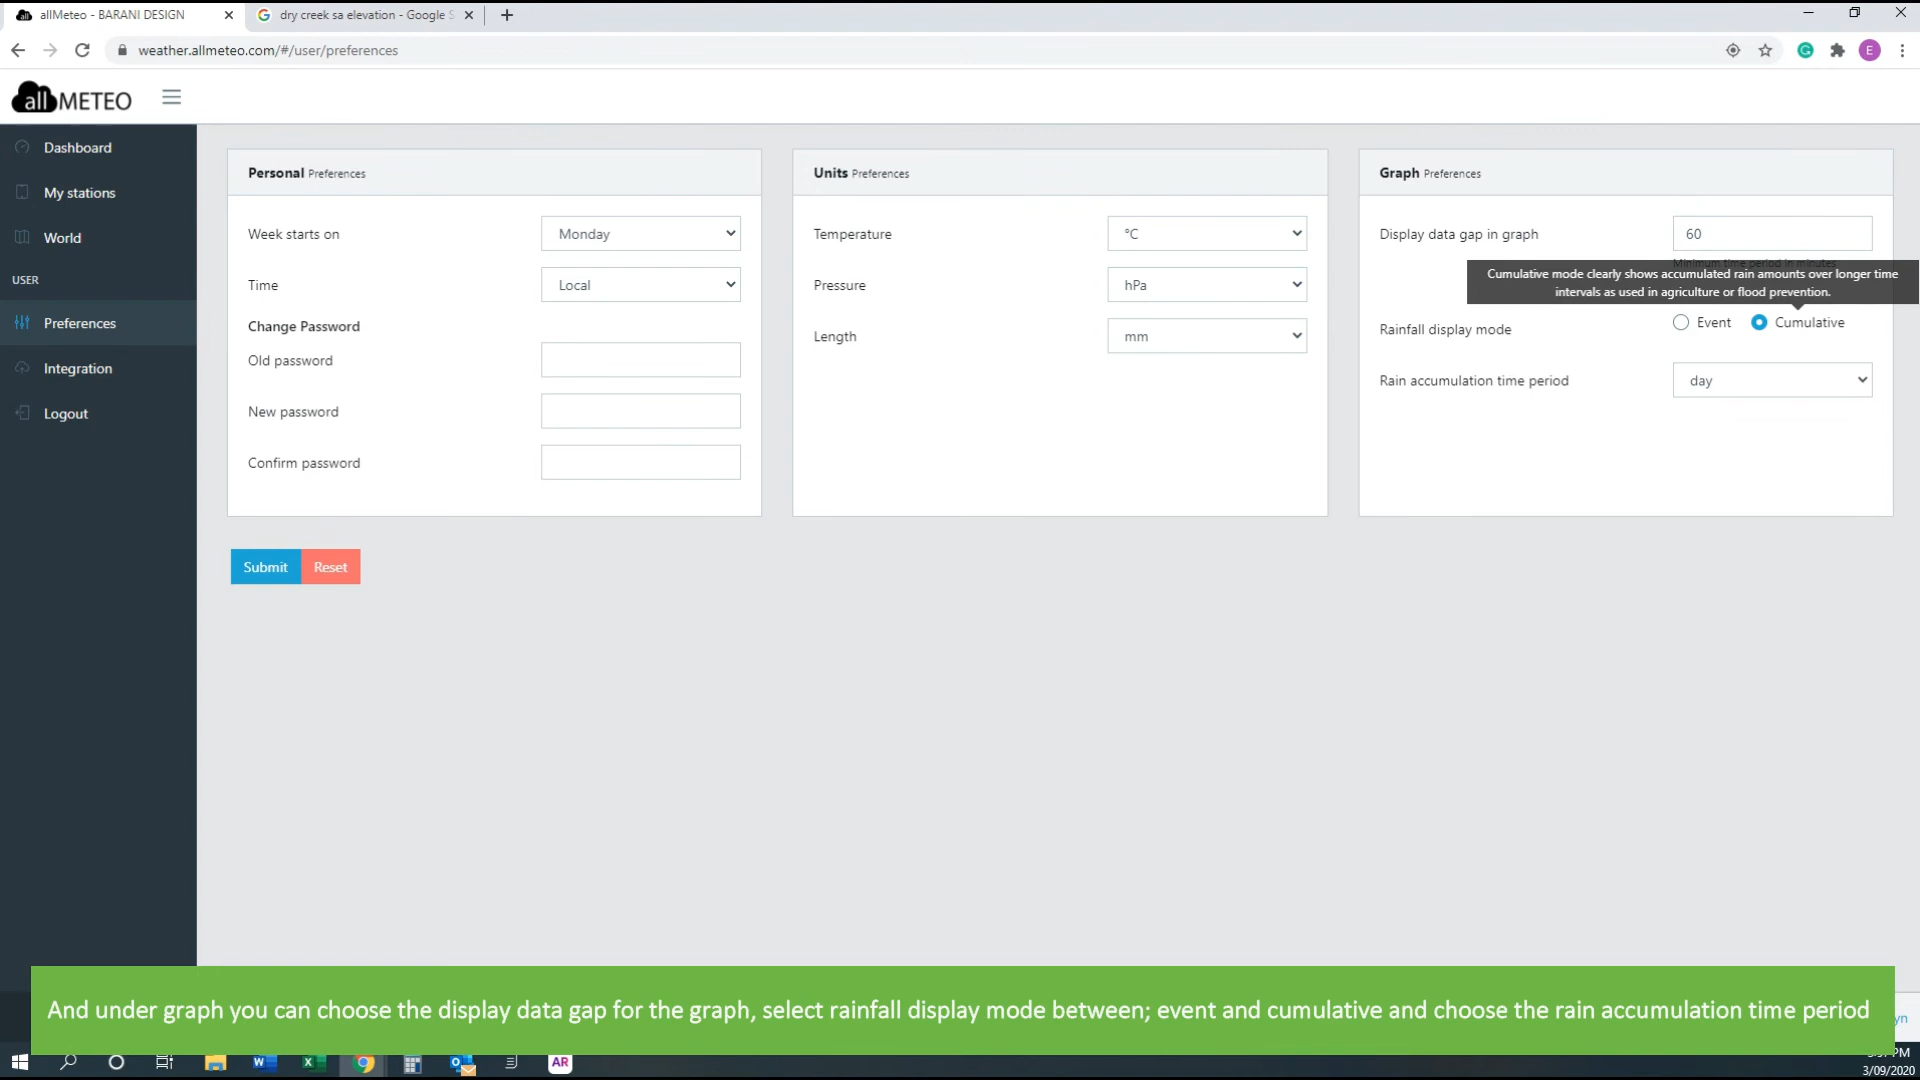 allMeteo - BARANI DESIGN
dry creek sa elevation - Google S
weather.allmeteo.com/#/user/preferences
E
allMETEO
Dashboard
My stations
World
USER
Preferences
Integration
Logout
Personal Preferences
Week starts on
Monday
Time
Local
Change Password
Old password
New password
Confirm password
Submit
Reset
Units Preferences
Temperature
°C
Pressure
hPa
Length
mm
Graph Preferences
Display data gap in graph
60
Minimum time period in minutes
Cumulative mode clearly shows accumulated rain amounts over longer time
intervals as used in agriculture or flood prevention.
Rainfall display mode
Event
Cumulative
Rain accumulation time period
day
And under graph you can choose the display data gap for the graph, select rainfall display mode between; event and cumulative and choose the rain accumulation time period
AR
PM
3/09/2020